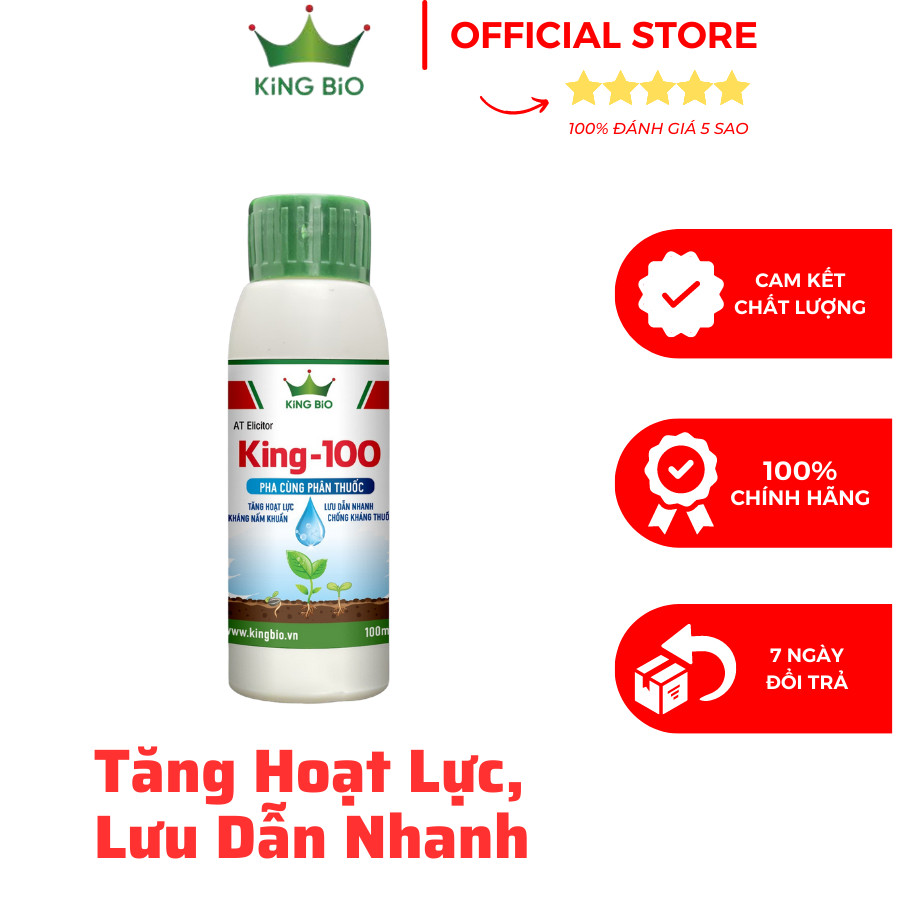 KiNG BiO
OFFICIAL STORE
100% ĐÁNH GIÁ 5 SAO
CAM KẾT
CHẤT LƯỢNG
100%
CHÍNH HÃNG
7 NGÀY
ĐỔI TRẢ
KiNG BiO
AT Elicitor
King-100
PHA CÙNG PHÂN THUỐC
TĂNG HOẠT LỰC
KHÁNG NẤM KHUẨN
LƯU DẪN NHANH
CHỐNG KHÁNG THUỐ
www.kingbio.vn
100m
Tăng Hoạt Lực,
Lưu Dẫn Nhanh